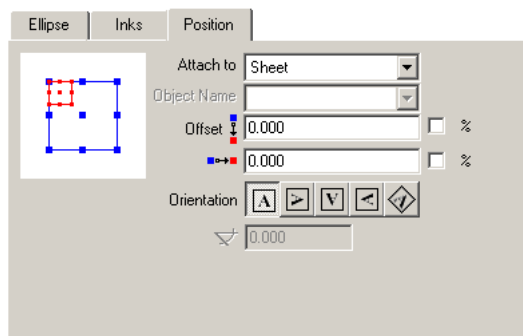 Ellipse Inks Position
Attach to Sheet
Object Name
Offset 0.000 %
0.000 %
Orientation A A A A A
0.000